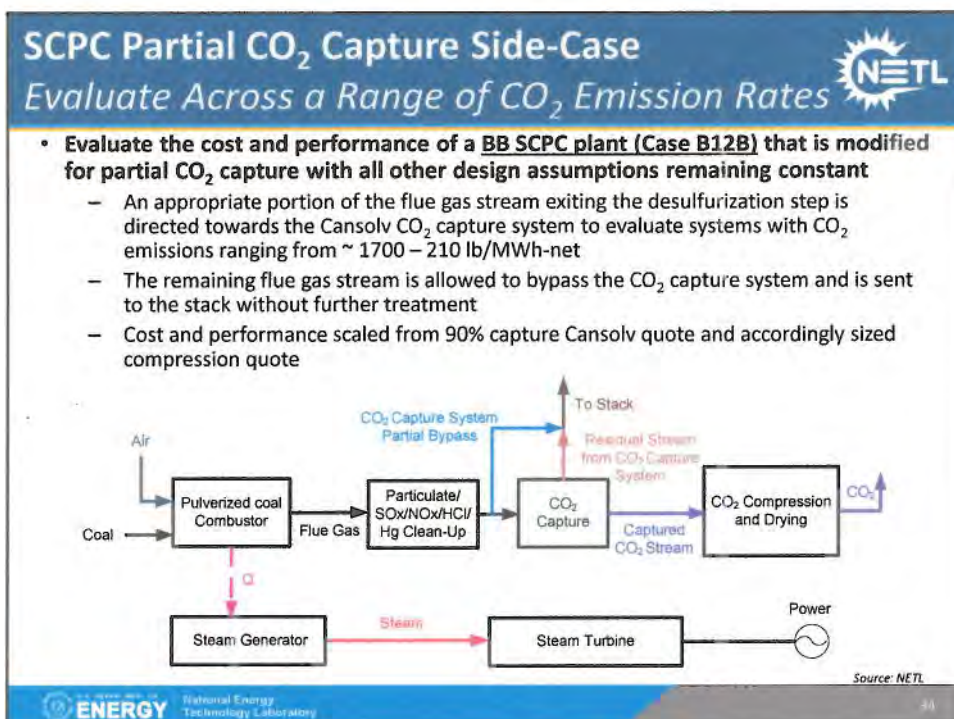 SCPC Partial CO₂ Capture Side-Case
Evaluate Across a Range of CO₂ Emission Rates
NETL
• Evaluate the cost and performance of a BB SCPC plant (Case B12B) that is modified
for partial CO₂ capture with all other design assumptions remaining constant
– An appropriate portion of the flue gas stream exiting the desulfurization step is
directed towards the Cansolv CO₂ capture system to evaluate systems with CO₂
emissions ranging from ~ 1700 – 210 lb/MWh-net
– The remaining flue gas stream is allowed to bypass the CO₂ capture system and is sent
to the stack without further treatment
– Cost and performance scaled from 90% capture Cansolv quote and accordingly sized
compression quote
To Stack
CO₂ Capture System
Partial Bypass
Residual Stream
from CO₂ Capture
System
Air
Coal
Pulverized coal
Combustor
Flue Gas
Particulate/
SOx/NOx/HCl/
Hg Clean-Up
CO₂
Capture
Captured
CO₂ Stream
CO₂ Compression
and Drying
CO₂
Q
Steam Generator
Steam
Steam Turbine
Power
Source: NETL
ENERGY
National Energy
Technology Laboratory